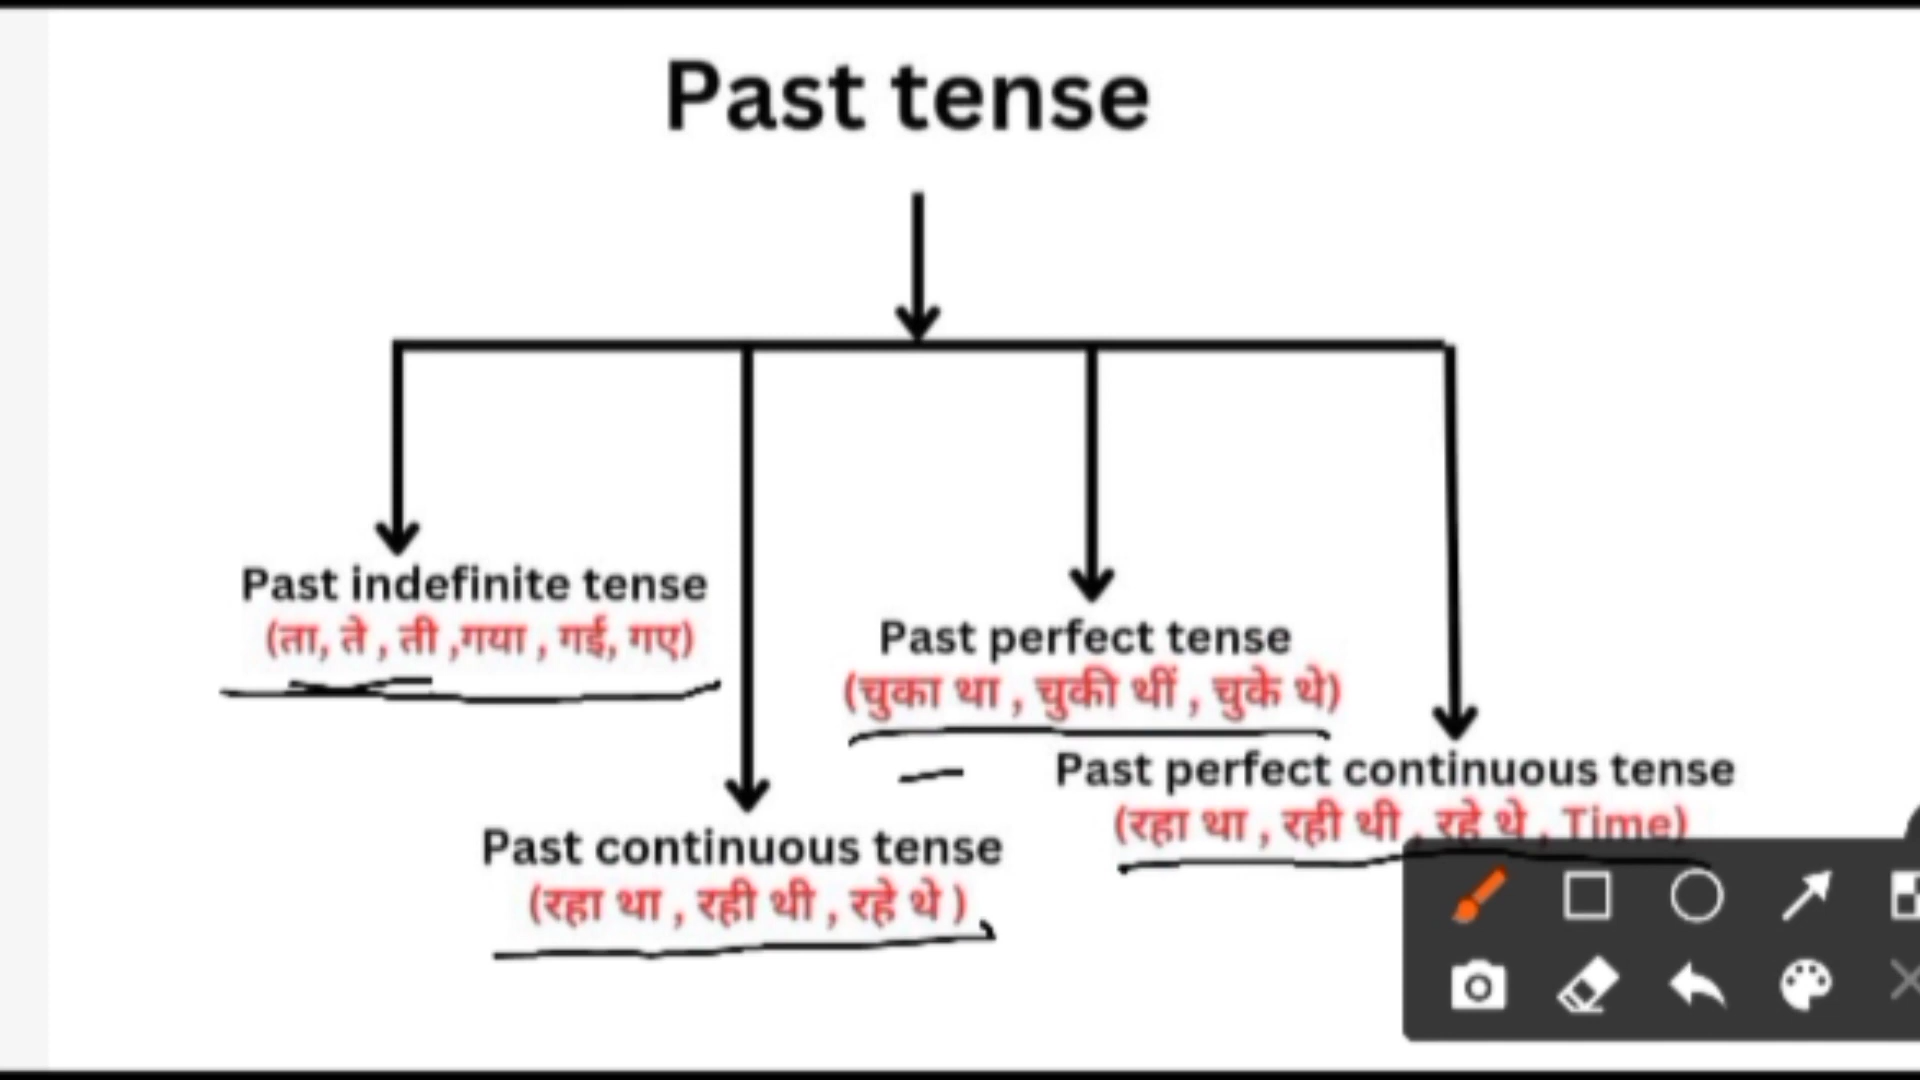 Past tense
Past indefinite tense
(ता, ते , ती ,गया , गई, गए)
Past perfect tense
(चुका था , चुकी थीं , चुके थे)
Past perfect continuous tense
(रहा था , रही थी , रहे थे , Time)
Past continuous tense
(रहा था , रही थी , रहे थे )